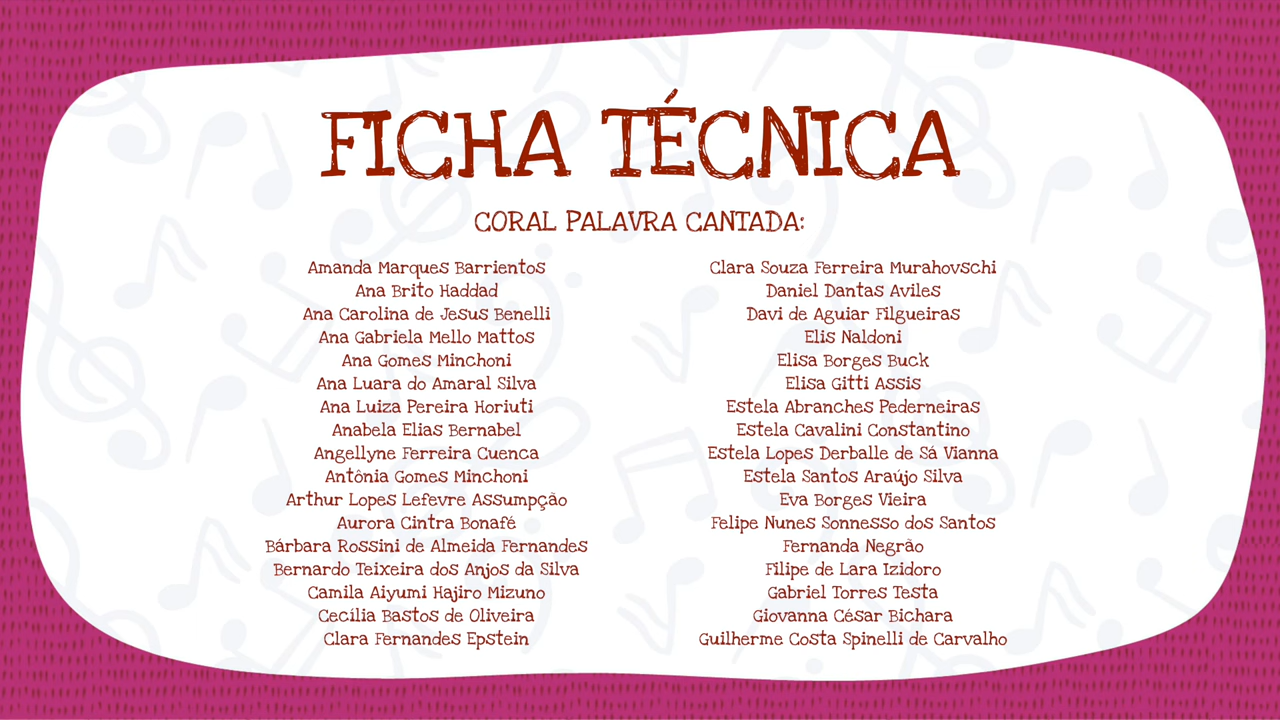 FICHA TÉCNICA
CORAL PALAVRA CANTADA:
Amanda Marques Barrientos
Ana Brito Haddad
Ana Carolina de Jesus Benelli
Ana Gabriela Mello Mattos
Ana Gomes Minchoni
Ana Luara do Amaral Silva
Ana Luiza Pereira Horiuti
Anabela Elias Bernabel
Angellyne Ferreira Cuenca
Antônia Gomes Minchoni
Arthur Lopes Lefevre Assumpção
Aurora Cintra Bonafé
Bárbara Rossini de Almeida Fernandes
Bernardo Teixeira dos Anjos da Silva
Camila Aiyumi Hajiro Mizuno
Cecília Bastos de Oliveira
Clara Fernandes Epstein
Clara Souza Ferreira Murahovschi
Daniel Dantas Aviles
Davi de Aguiar Filgueiras
Elis Naldoni
Elisa Borges Buck
Elisa Gitti Assis
Estela Abranches Pederneiras
Estela Cavalini Constantino
Estela Lopes Derballe de Sá Vianna
Estela Santos Araújo Silva
Eva Borges Vieira
Felipe Nunes Sonnesso dos Santos
Fernanda Negrão
Filipe de Lara Izidoro
Gabriel Torres Testa
Giovanna César Bichara
Guilherme Costa Spinelli de Carvalho